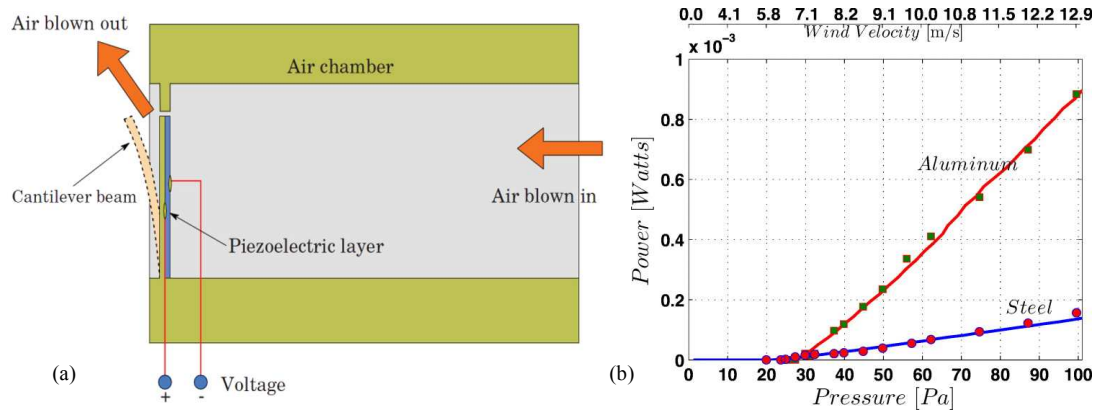 Air blown out
Air chamber
Cantilever beam
Air blown in
Piezoelectric layer
(a)
Voltage
+ -
0.0 4.1 5.8 7.1 8.2 9.1 10.0 10.8 11.5 12.2 12.9
Wind Velocity [m/s]
x 10⁻³
1
0.8
0.6
0.4
0.2
0
Power [Watts]
Aluminum
Steel
0 10 20 30 40 50 60 70 80 90 100
Pressure [Pa]
(b)